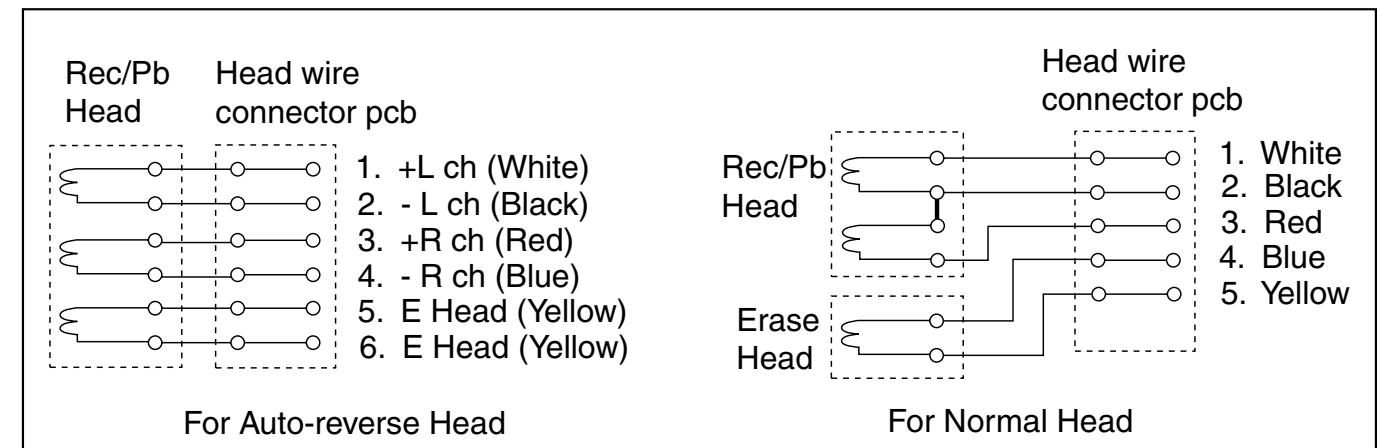 Rec/Pb
Head
Head wire
connector pcb
1. +L ch (White)
2. - L ch (Black)
3. +R ch (Red)
4. - R ch (Blue)
5. E Head (Yellow)
6. E Head (Yellow)
For Auto-reverse Head
Head wire
connector pcb
Rec/Pb
Head
1. White
2. Black
3. Red
4. Blue
5. Yellow
Erase
Head
For Normal Head